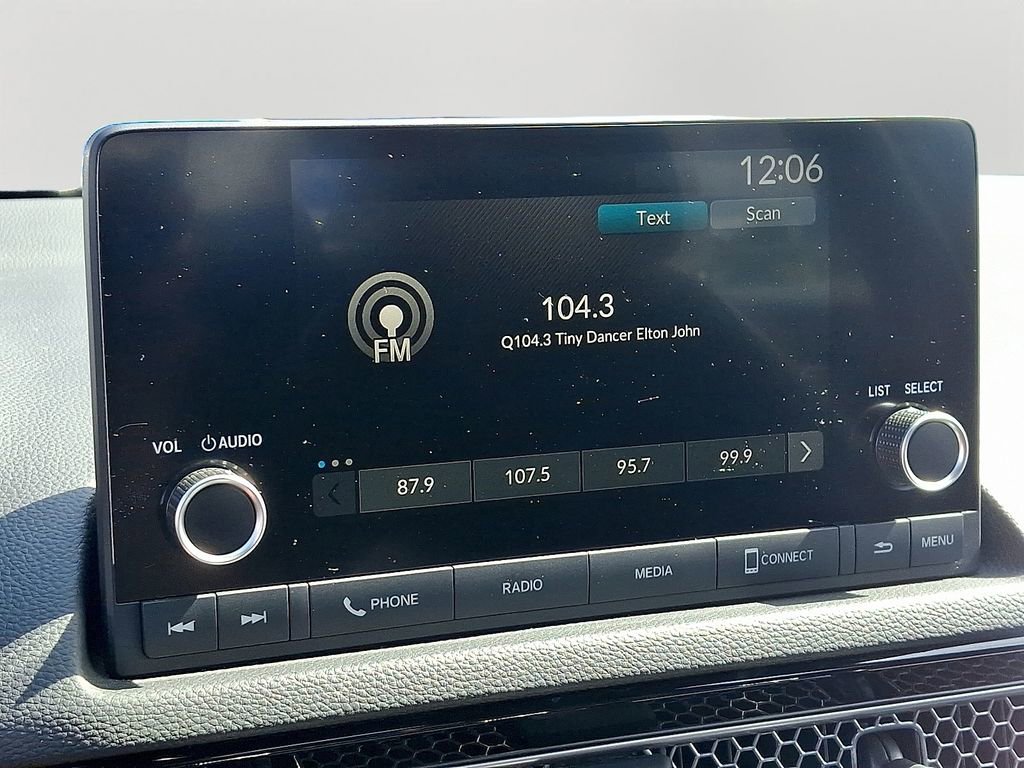 12:06
Text Scan
104.3
Q104.3 Tiny Dancer Elton John
FM
LIST SELECT
VOL AUDIO
87.9 107.5 95.7 99.9
PHONE RADIO MEDIA CONNECT MENU